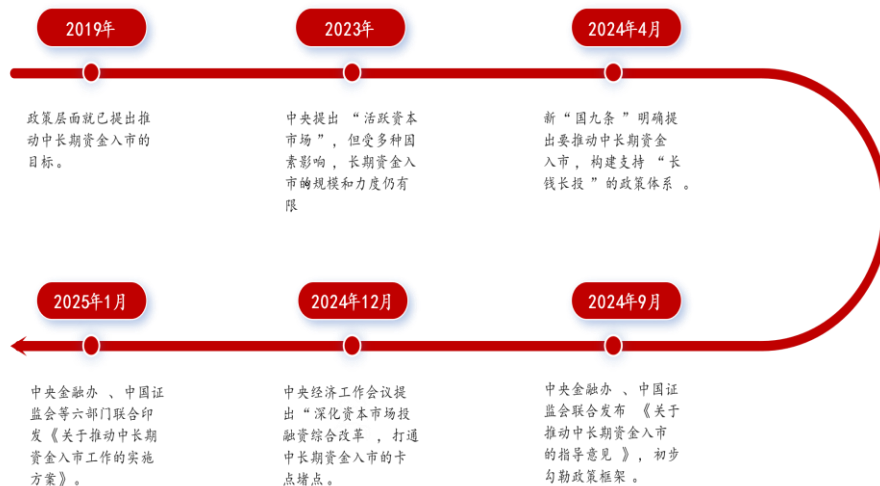 2019年
政策层面就已提出推
动中长期资金入市的
目标。
2023年
中央提出 “活跃资本
市场 ”，但受多种因
素影响 ，长期资金入
市的规模和力度仍有
限
2024年4月
新“国九条 ”明确提
出要推动中长期资金
入市 ，构建支持 “长
钱长投 ”的政策体系 。
2024年9月
中央金融办 、中国证
监会联合发布 《关于
推动中长期资金入市
的指导意见 》，初步
勾勒政策框架 。
2024年12月
中央经济工作会议提
出“深化资本市场投
融资综合改革 ，打通
中长期资金入市的卡
点堵点。
2025年1月
中央金融办 、中国证
监会等六部门联合印
发《关于推动中长期
资金入市工作的实施
方案》。